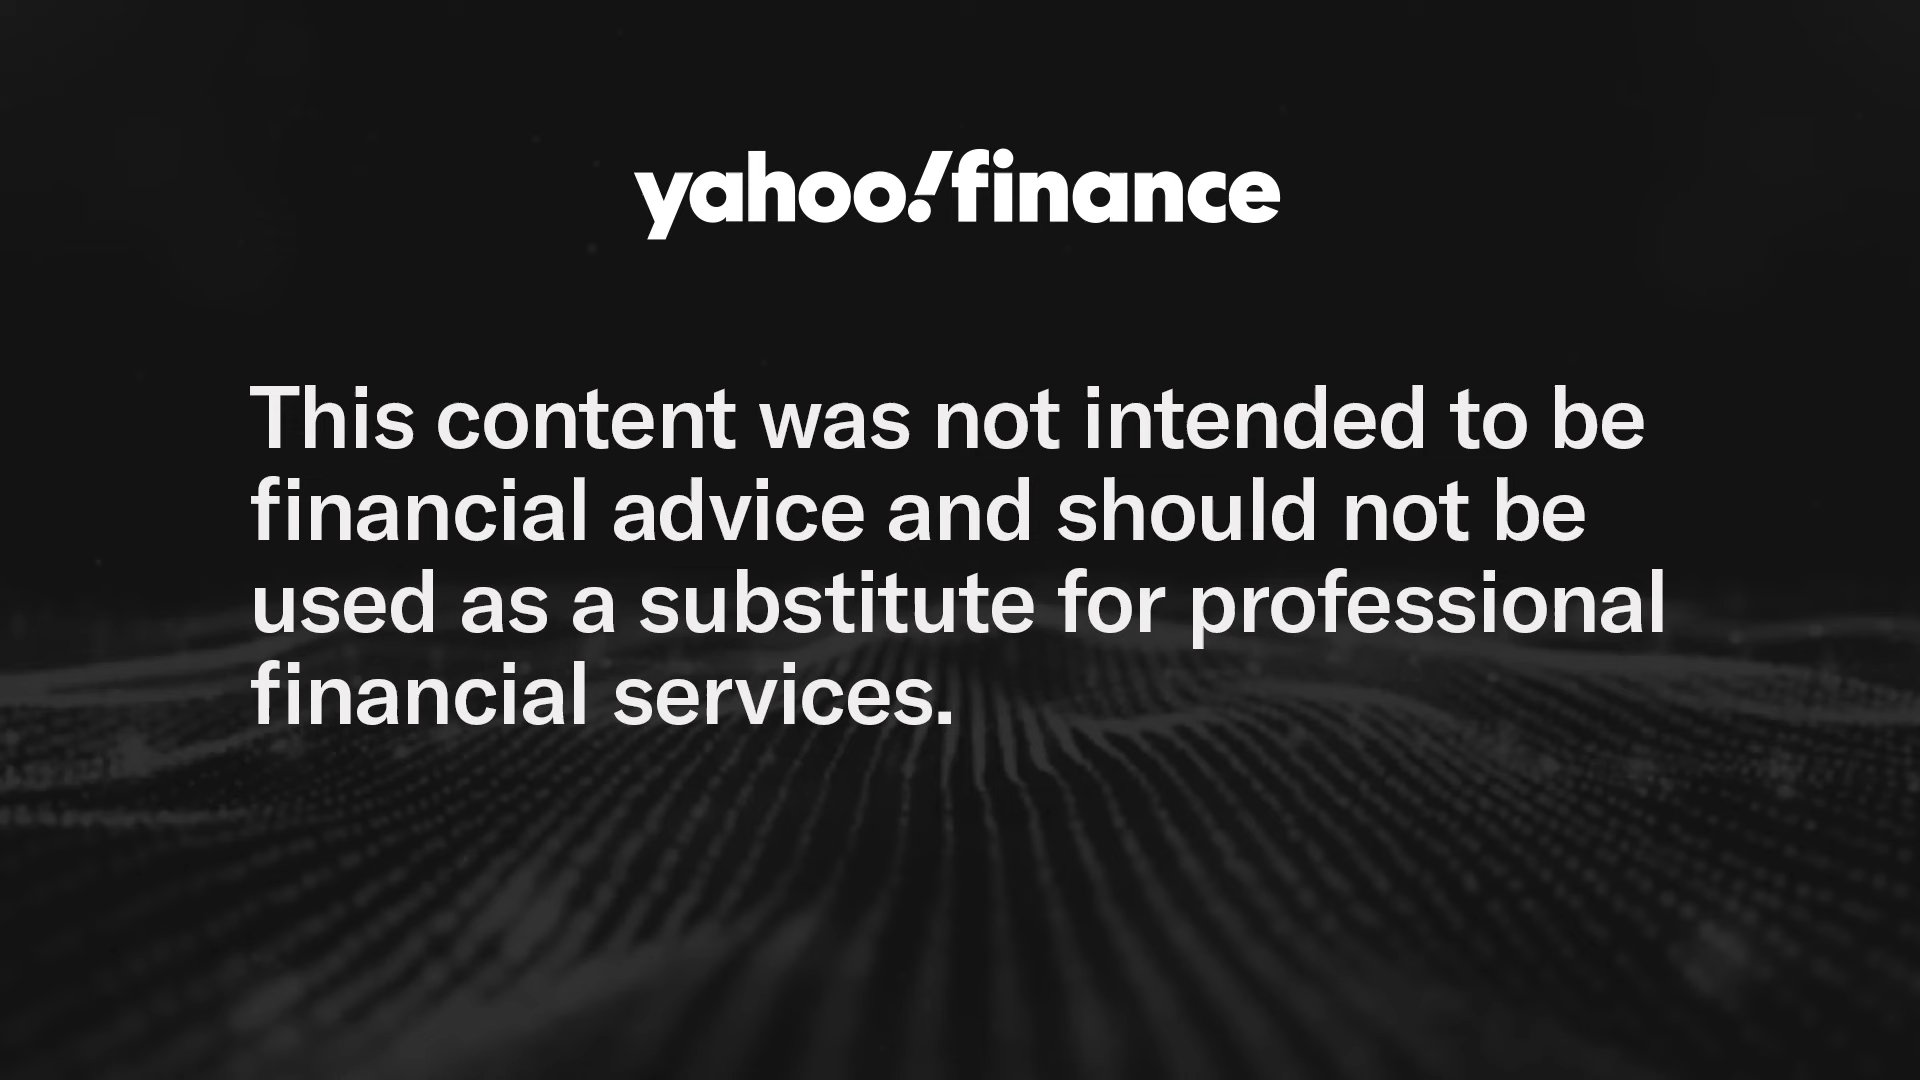 yahoo!finance
This content was not intended to be
financial advice and should not be
used as a substitute for professional
financial services.